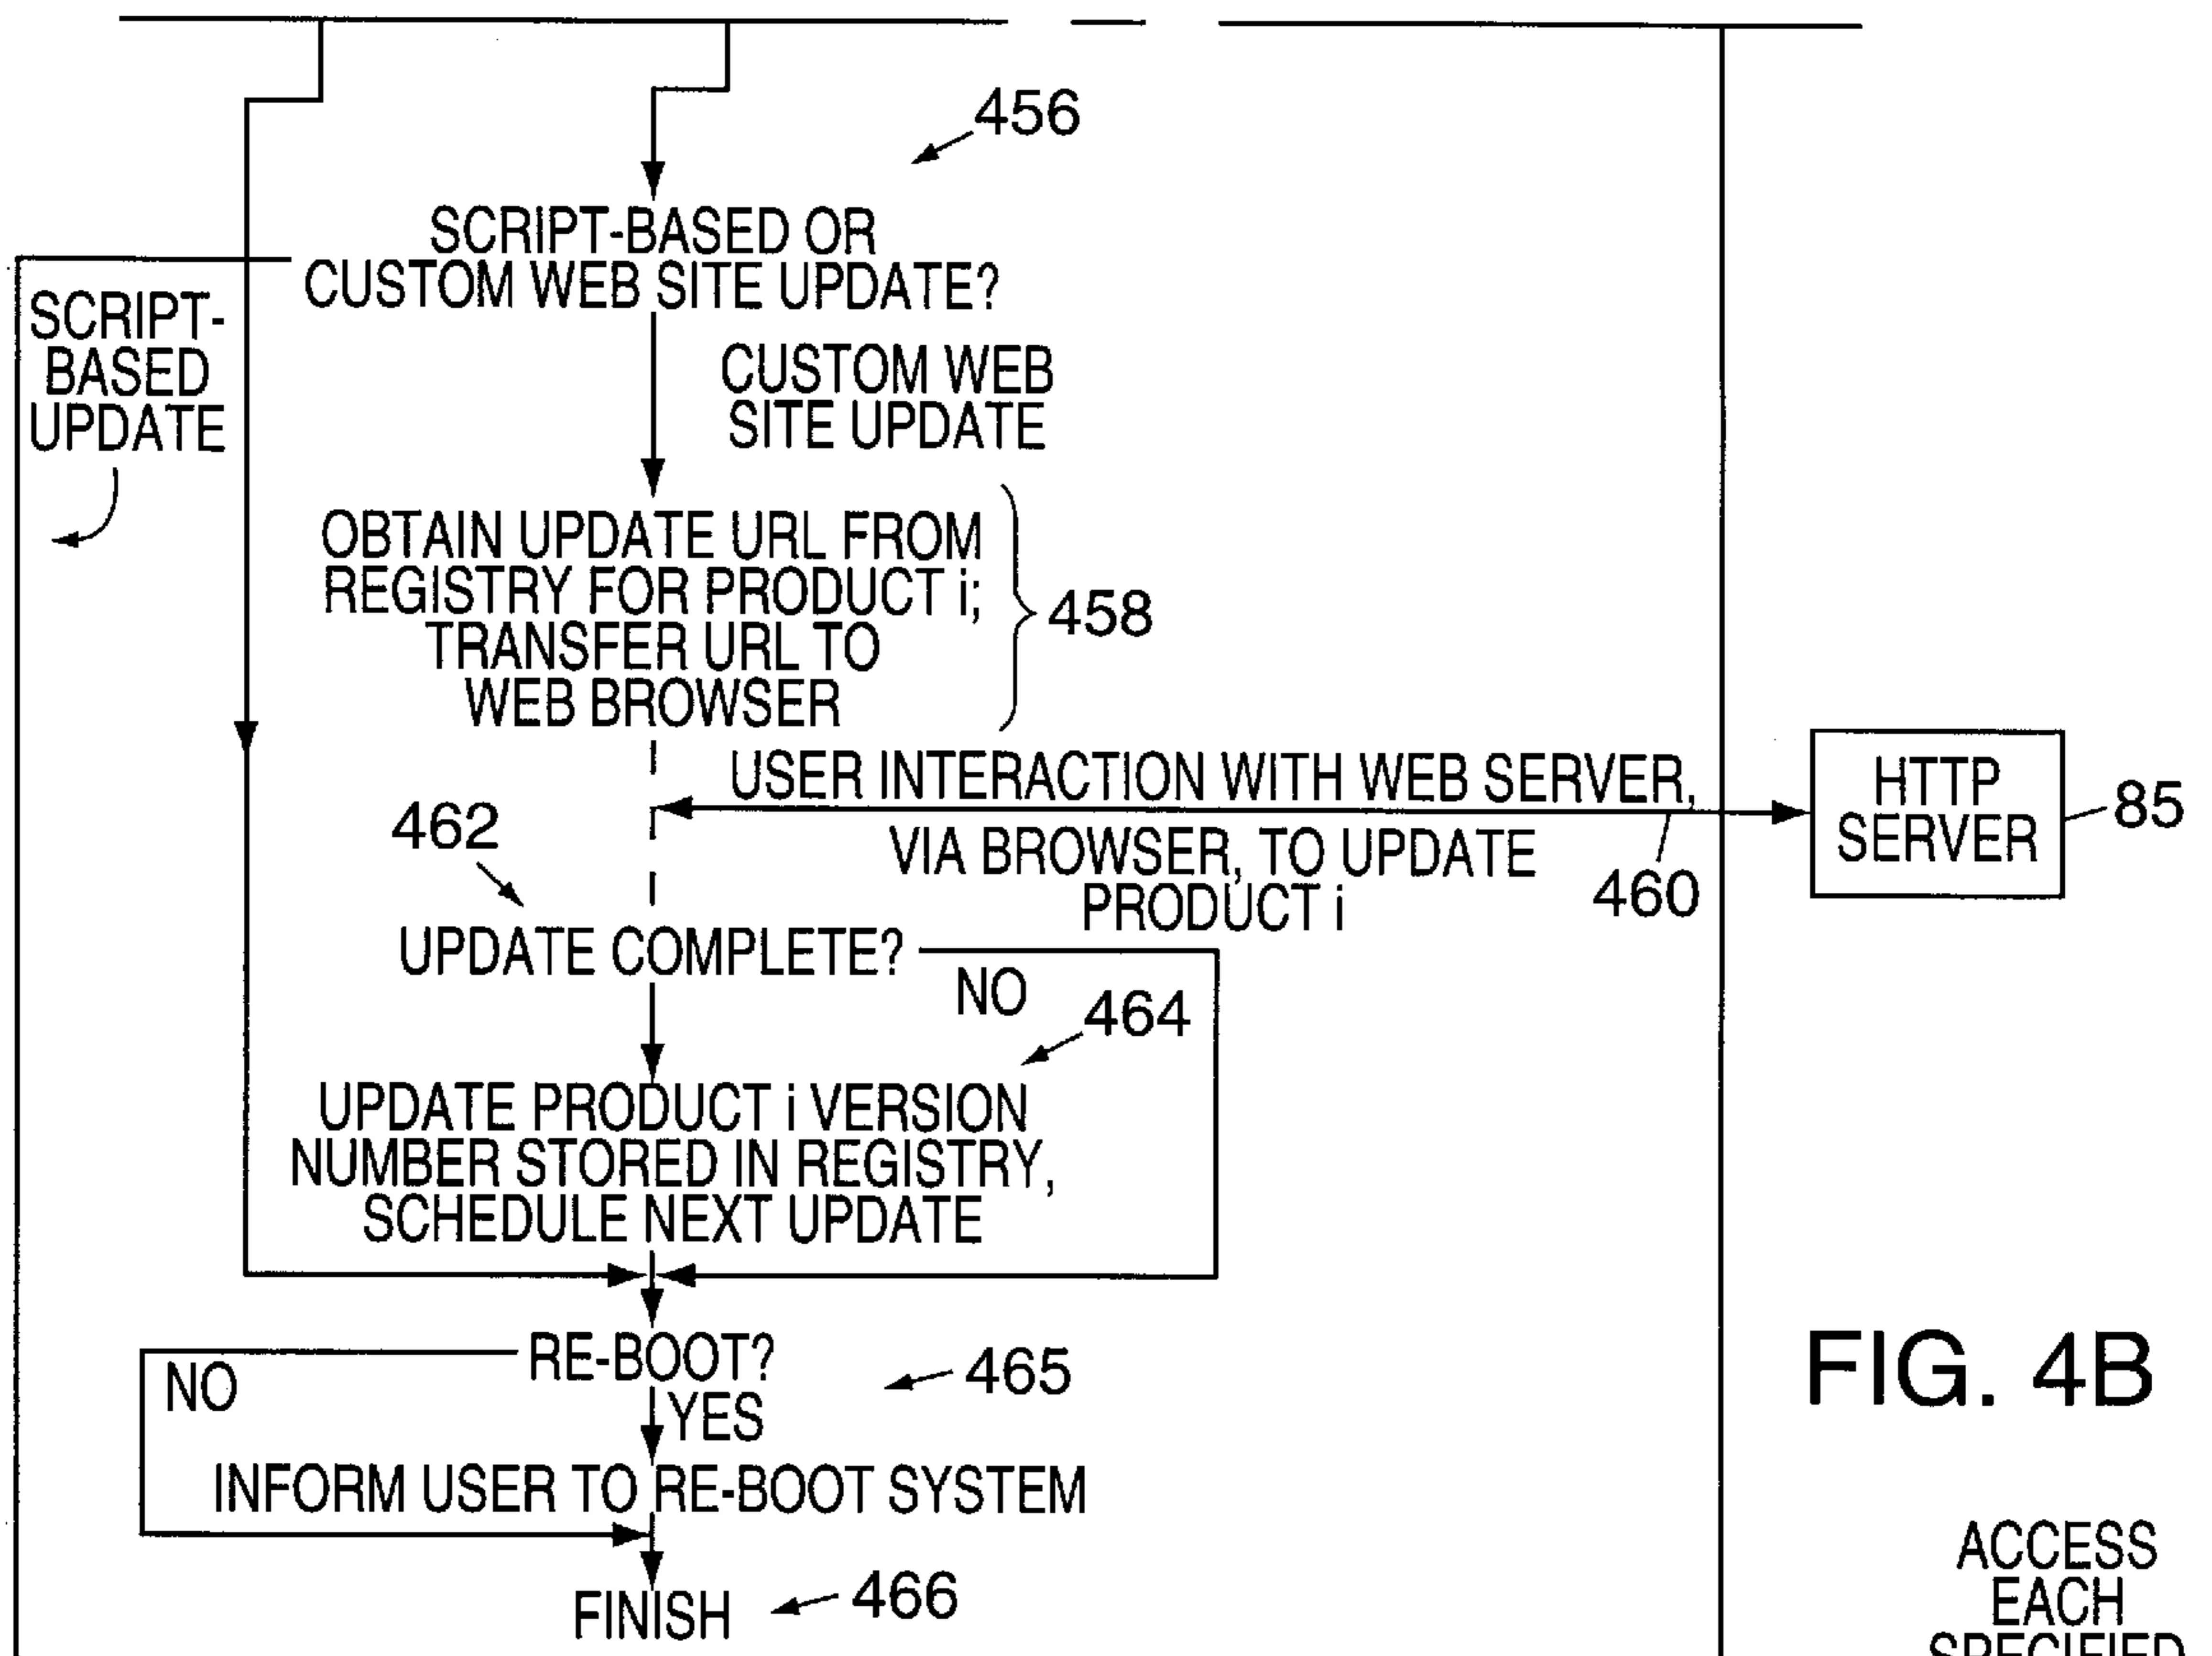 456
SCRIPT-BASED OR
CUSTOM WEB SITE UPDATE?
SCRIPT-
BASED
UPDATE
CUSTOM WEB
SITE UPDATE
OBTAIN UPDATE URL FROM
REGISTRY FOR PRODUCT i;
TRANSFER URL TO
WEB BROWSER
458
USER INTERACTION WITH WEB SERVER,
VIA BROWSER, TO UPDATE
PRODUCT i
460
HTTP
SERVER
85
462
UPDATE COMPLETE?
NO
464
UPDATE PRODUCT i VERSION
NUMBER STORED IN REGISTRY,
SCHEDULE NEXT UPDATE
RE-BOOT?
NO
YES
465
INFORM USER TO RE-BOOT SYSTEM
FINISH
466
FIG. 4B
ACCESS
EACH
SPECIFIED